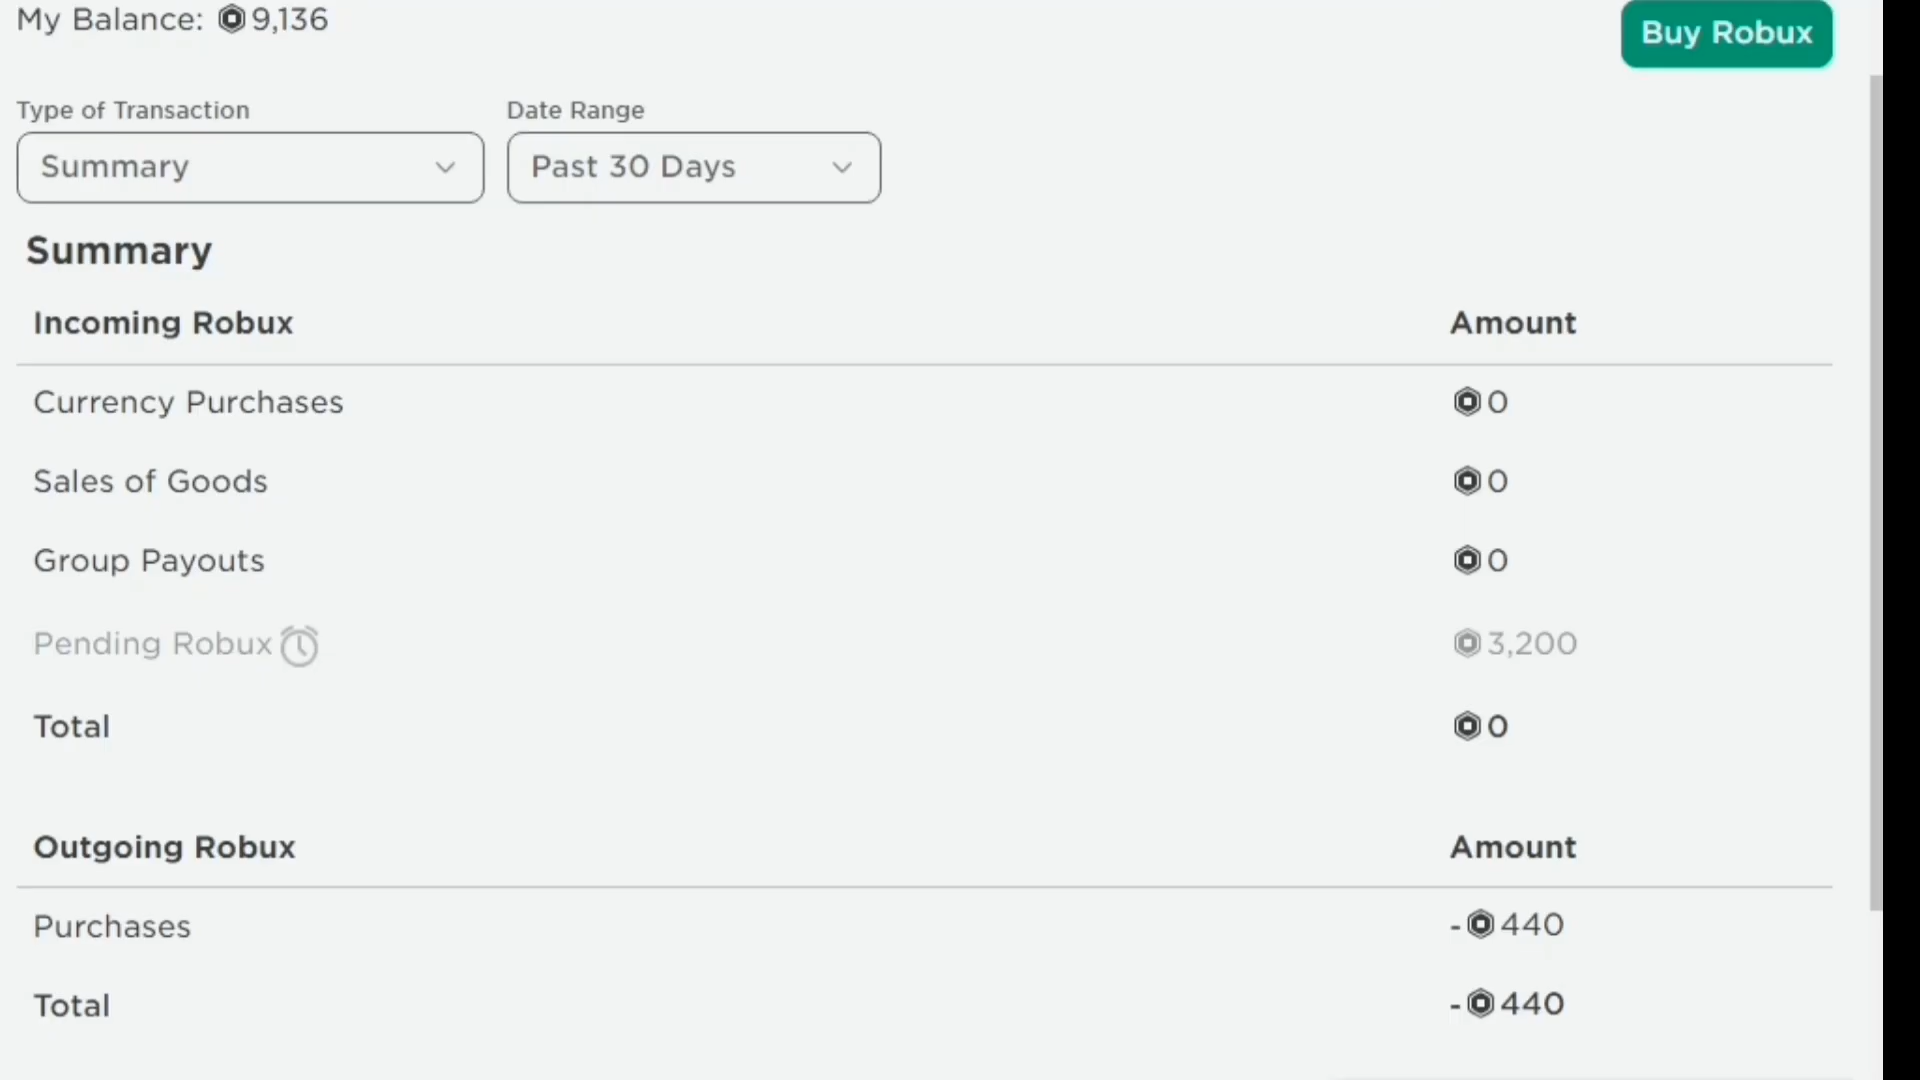 My Balance: 9,136
Buy Robux
Type of Transaction
Date Range
Summary
Past 30 Days
Summary
Incoming Robux Amount
Currency Purchases 0
Sales of Goods 0
Group Payouts 0
Pending Robux 3,200
Total 0
Outgoing Robux Amount
Purchases -440
Total -440